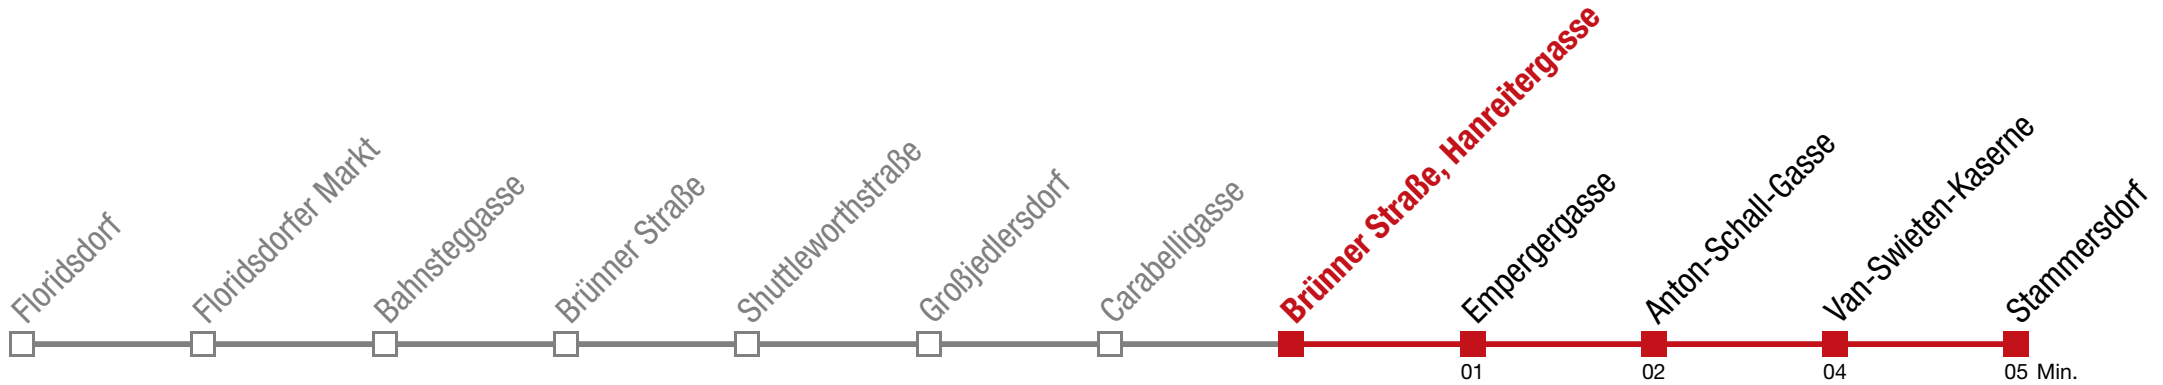 Floridsdorf
Floridsdorfer Markt
Bahnsteggasse
Brünner Straße
Shuttleworthstraße
Großjedlersdorf
Carabelligasse
Brünner Straße, Hanreitergasse
Empergergasse
Anton-Schall-Gasse
Van-Swieten-Kaserne
Stammersdorf
01 02 04 05 Min.